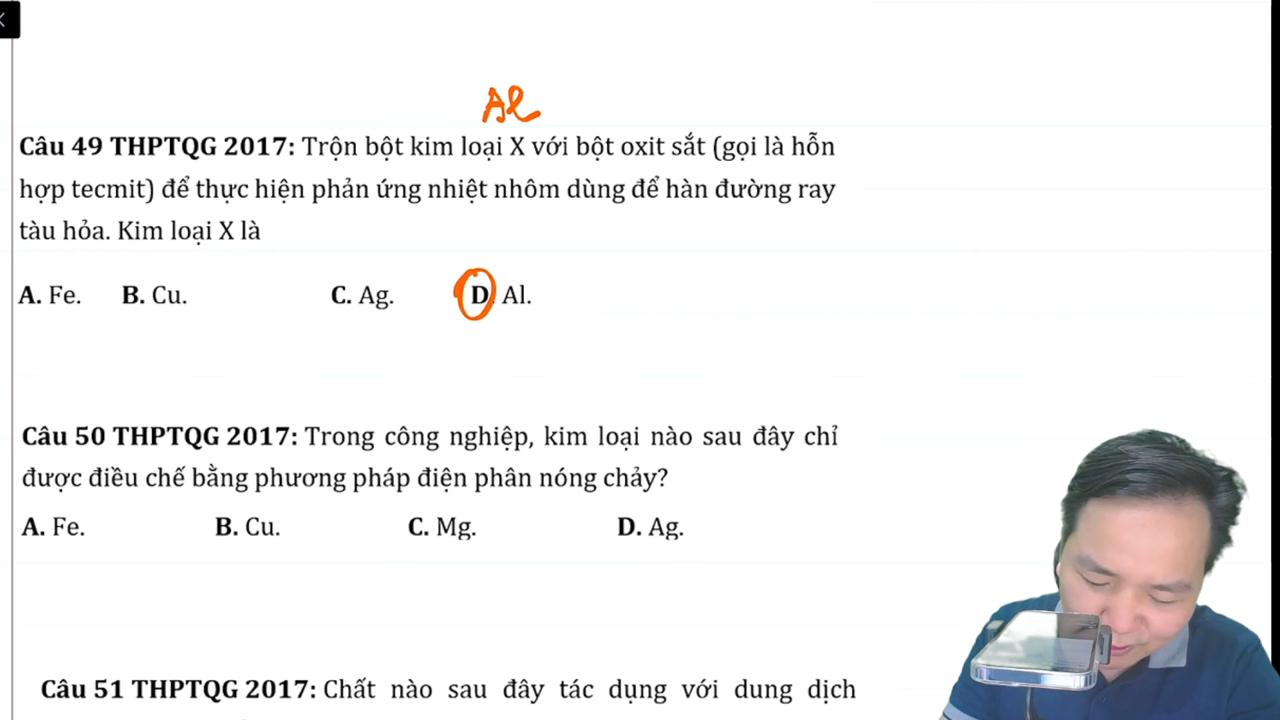 Al
Câu 49 THPTQG 2017: Trộn bột kim loại X với bột oxit sắt (gọi là hỗn
hợp tecmit) để thực hiện phản ứng nhiệt nhôm dùng để hàn đường ray
tàu hỏa. Kim loại X là
A. Fe. B. Cu. C. Ag. D. Al.
Câu 50 THPTQG 2017: Trong công nghiệp, kim loại nào sau đây chỉ
được điều chế bằng phương pháp điện phân nóng chảy?
A. Fe. B. Cu. C. Mg. D. Ag.
Câu 51 THPTQG 2017: Chất nào sau đây tác dụng với dung dịch